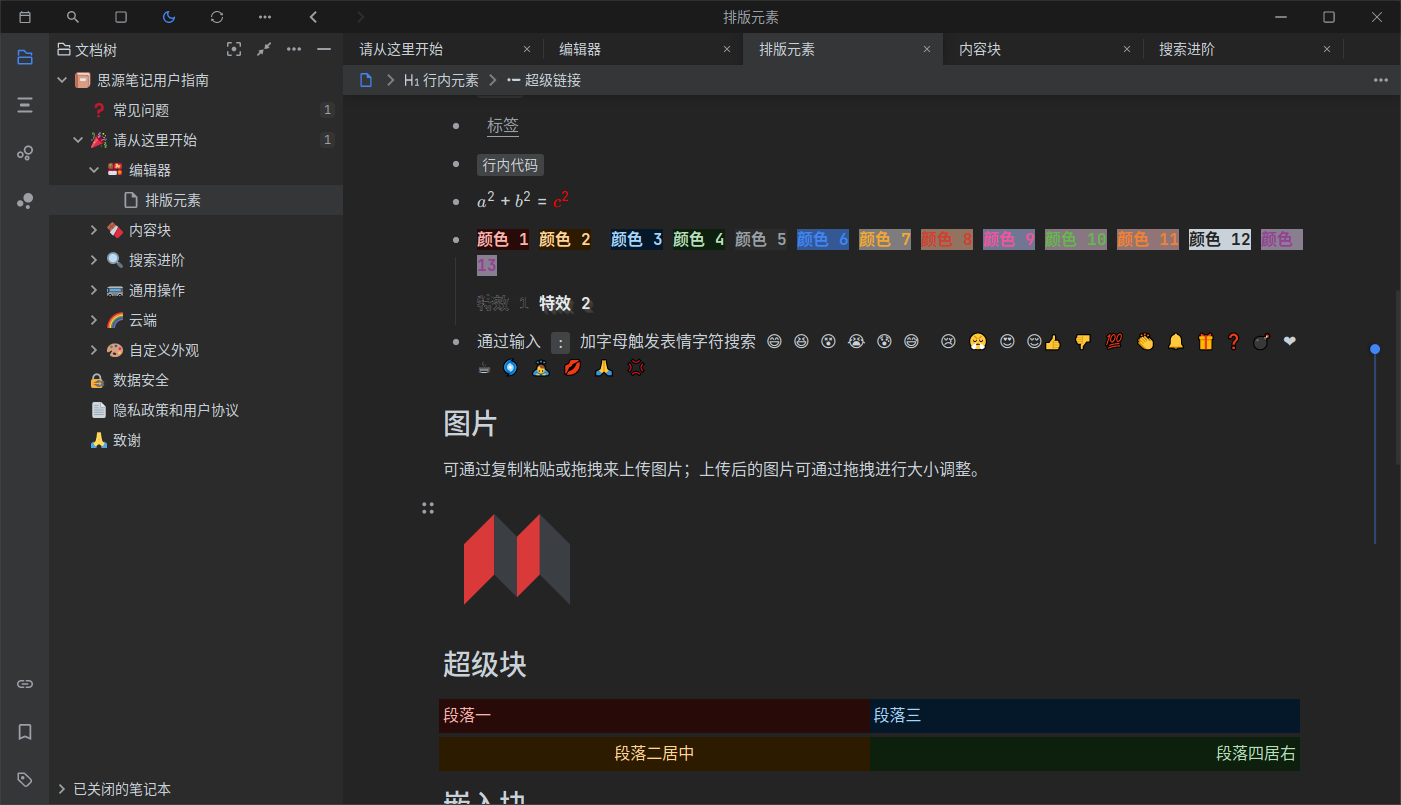 排版元素
文档树
思源笔记用户指南
常见问题 1
请从这里开始 1
编辑器
排版元素
内容块
搜索进阶
通用操作
云端
自定义外观
数据安全
隐私政策和用户协议
致谢
已关闭的笔记本
请从这里开始
编辑器
排版元素
内容块
搜索进阶
H1 行内元素
超级链接
标签
行内代码
a² + b² = c²
颜色 1 颜色 2 颜色 3 颜色 4 颜色 5 颜色 6 颜色 7 颜色 8 颜色 9 颜色 10 颜色 11 颜色 12 颜色
13
特效 1 特效 2
通过输入 : 加字母触发表情字符搜索 😄 😆 😵 😭 😰 😅 😢 😤 😍 😌👍 👎 💯 👏 🔔 🎁 ❓ 💣 ❤
☕ 🌀 🙇 💋 🙏 💢
图片
可通过复制粘贴或拖拽来上传图片；上传后的图片可通过拖拽进行大小调整。
超级块
段落一
段落三
段落二居中
段落四居右
嵌入块